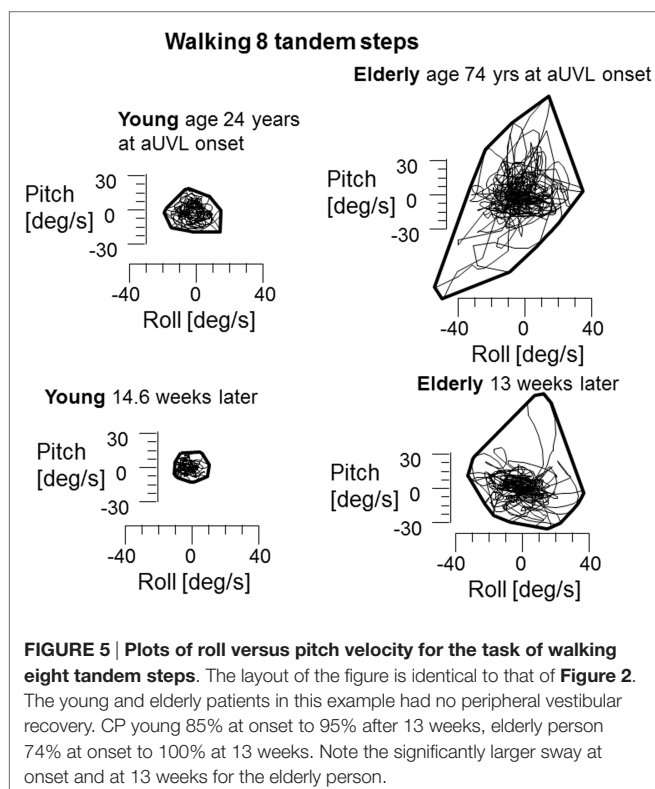 Walking 8 tandem steps
Young age 24 years
at aUVL onset
Pitch
[deg/s]
30
0
-30
-40
0
40
Roll [deg/s]
Elderly age 74 yrs at aUVL onset
Pitch
[deg/s]
30
0
-30
-40
0
40
Roll [deg/s]
Young 14.6 weeks later
Pitch
[deg/s]
30
0
-30
-40
0
40
Roll [deg/s]
Elderly 13 weeks later
Pitch
[deg/s]
30
0
-30
-40
0
40
Roll [deg/s]
FIGURE 5 | Plots of roll versus pitch velocity for the task of walking
eight tandem steps. The layout of the figure is identical to that of Figure 2.
The young and elderly patients in this example had no peripheral vestibular
recovery. CP young 85% at onset to 95% after 13 weeks, elderly person
74% at onset to 100% at 13 weeks. Note the significantly larger sway at
onset and at 13 weeks for the elderly person.